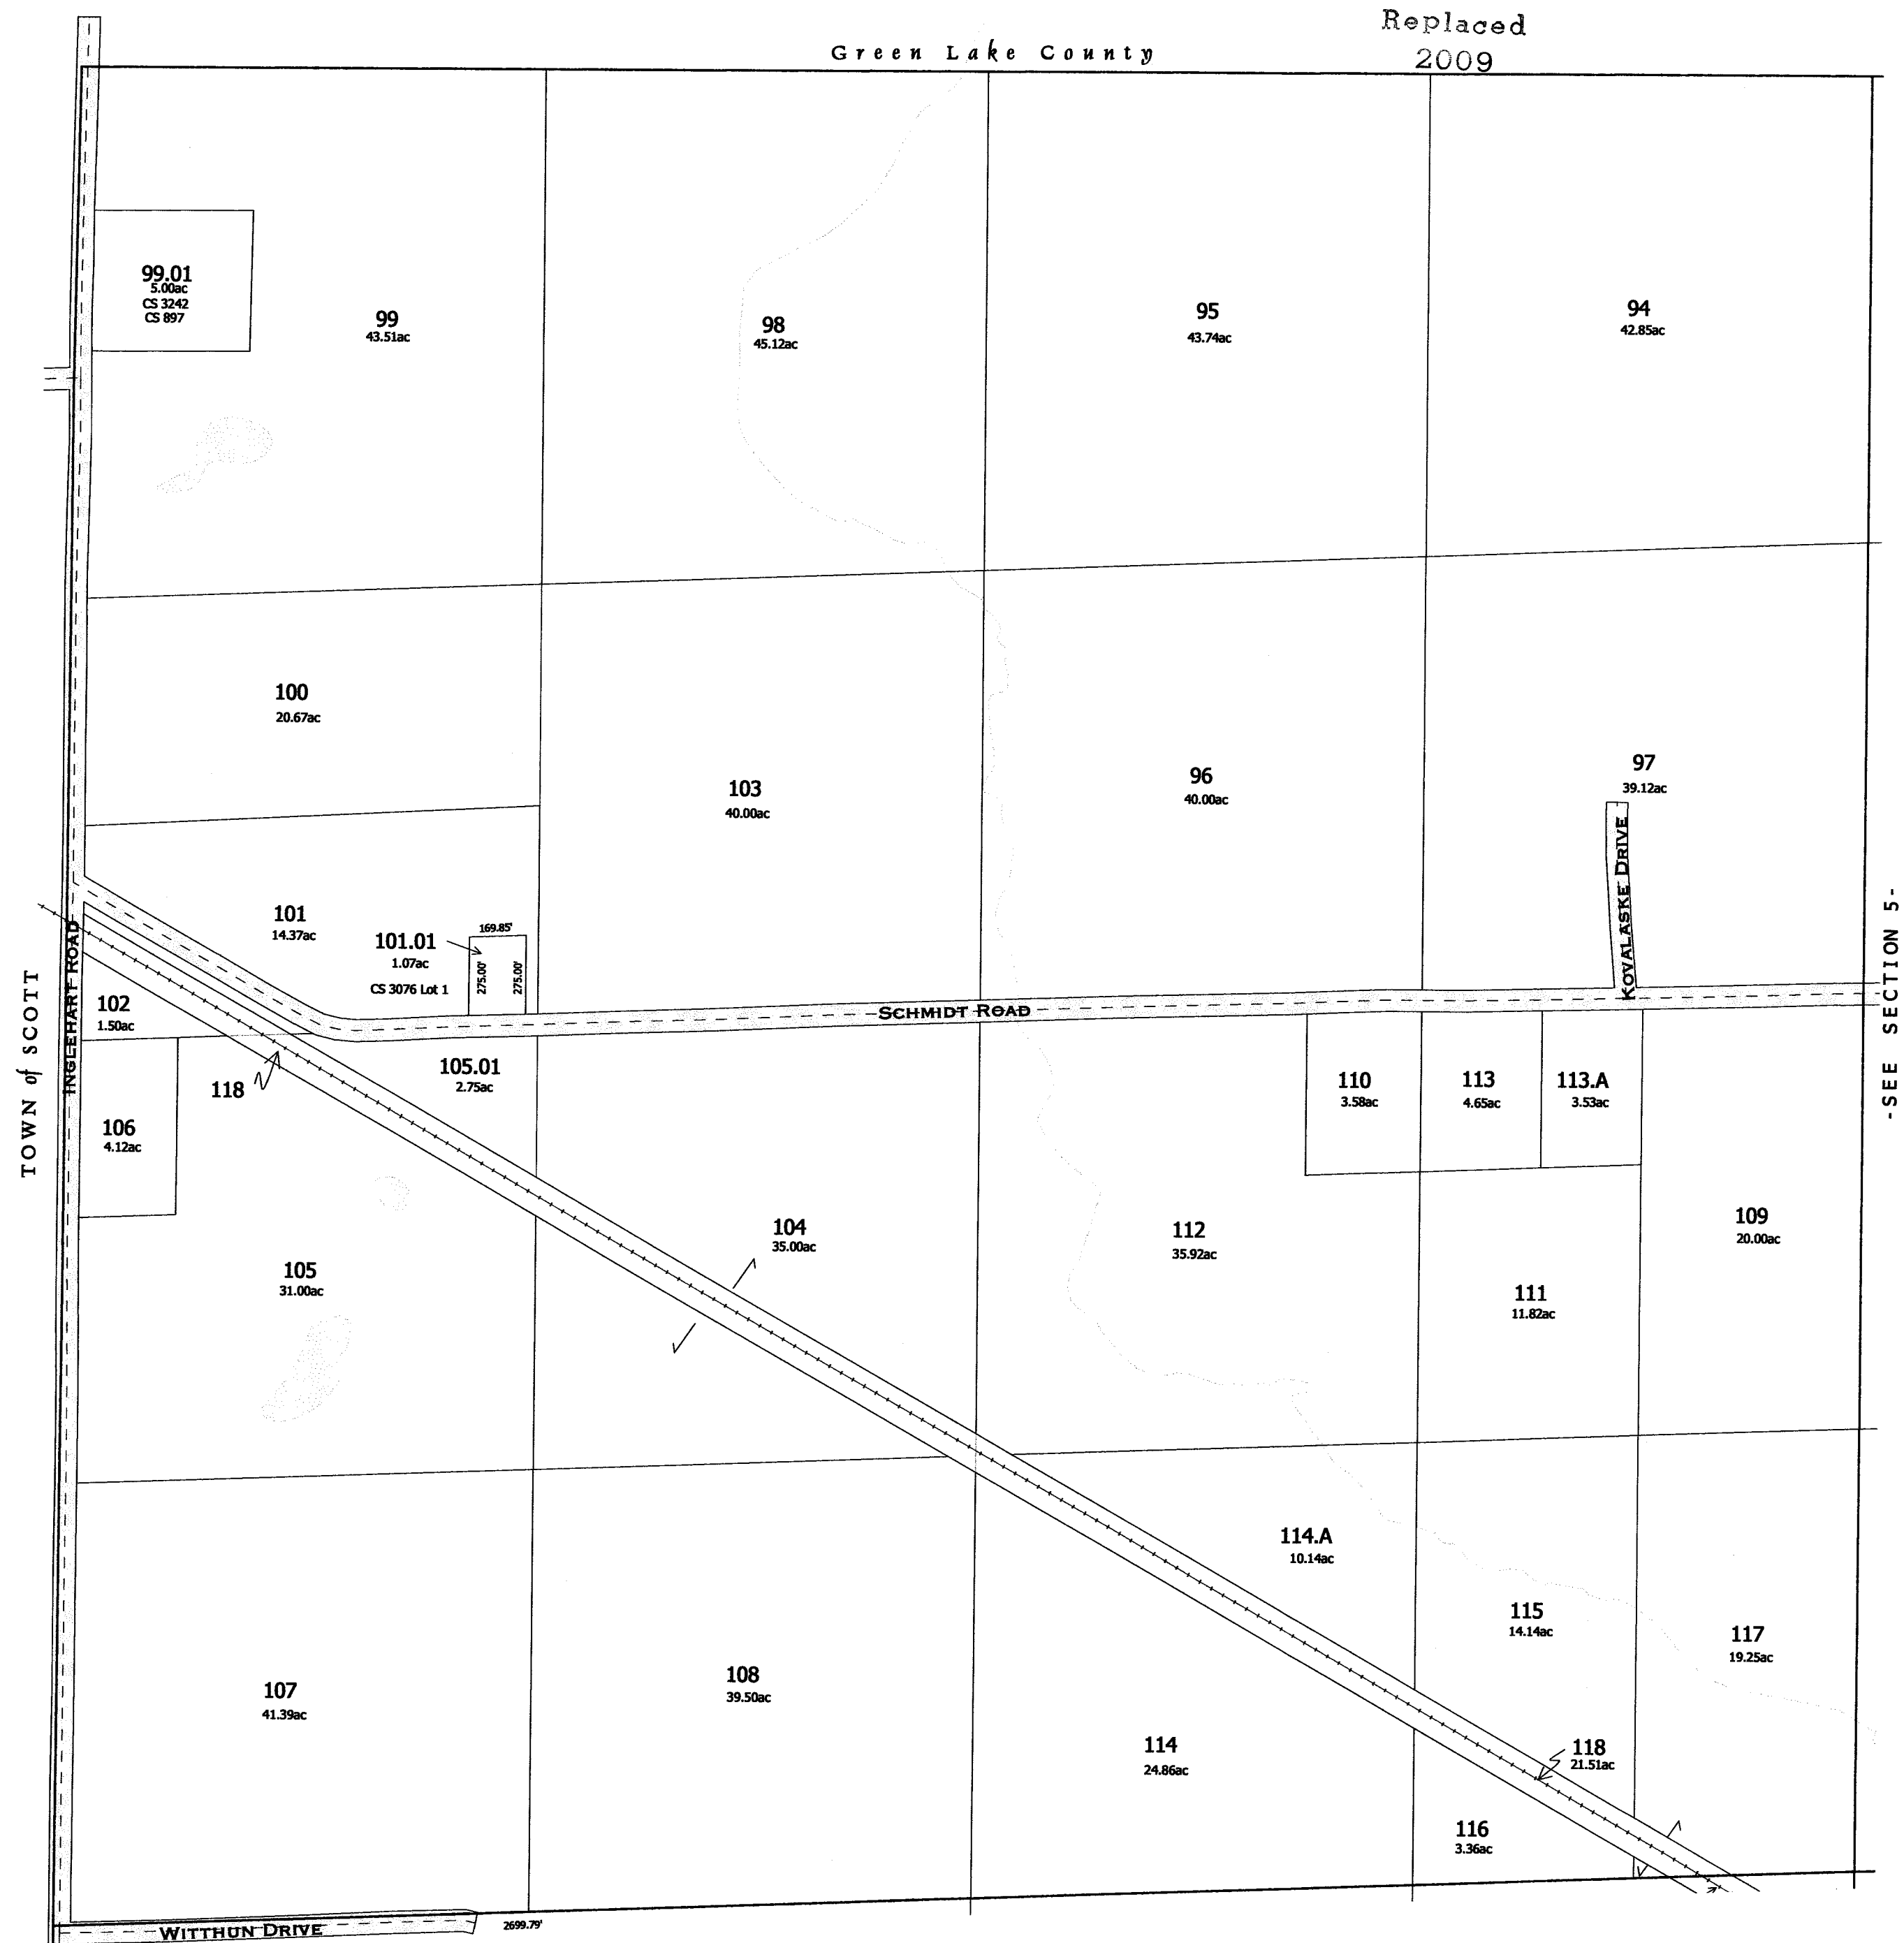 Replaced
2009
Green Lake County
99.01
5.00ac
CS 3242
CS 897
99
43.51ac
98
45.12ac
95
43.74ac
94
42.85ac
100
20.67ac
103
40.00ac
96
40.00ac
97
39.12ac
KOVALASKE DRIVE
101
14.37ac
101.01
1.07ac
CS 3076 Lot 1
169.85'
275.00'
275.00'
-SEE SECTION 5-
TOWN of SCOTT
INGLEHART ROAD
102
1.50ac
SCHMIDT ROAD
118
105.01
2.75ac
110
3.58ac
113
4.65ac
113.A
3.53ac
106
4.12ac
105
31.00ac
104
35.00ac
112
35.92ac
109
20.00ac
111
11.82ac
114.A
10.14ac
115
14.14ac
117
19.25ac
107
41.39ac
108
39.50ac
114
24.86ac
118
21.51ac
116
3.36ac
WITTHUN DRIVE
2699.79'